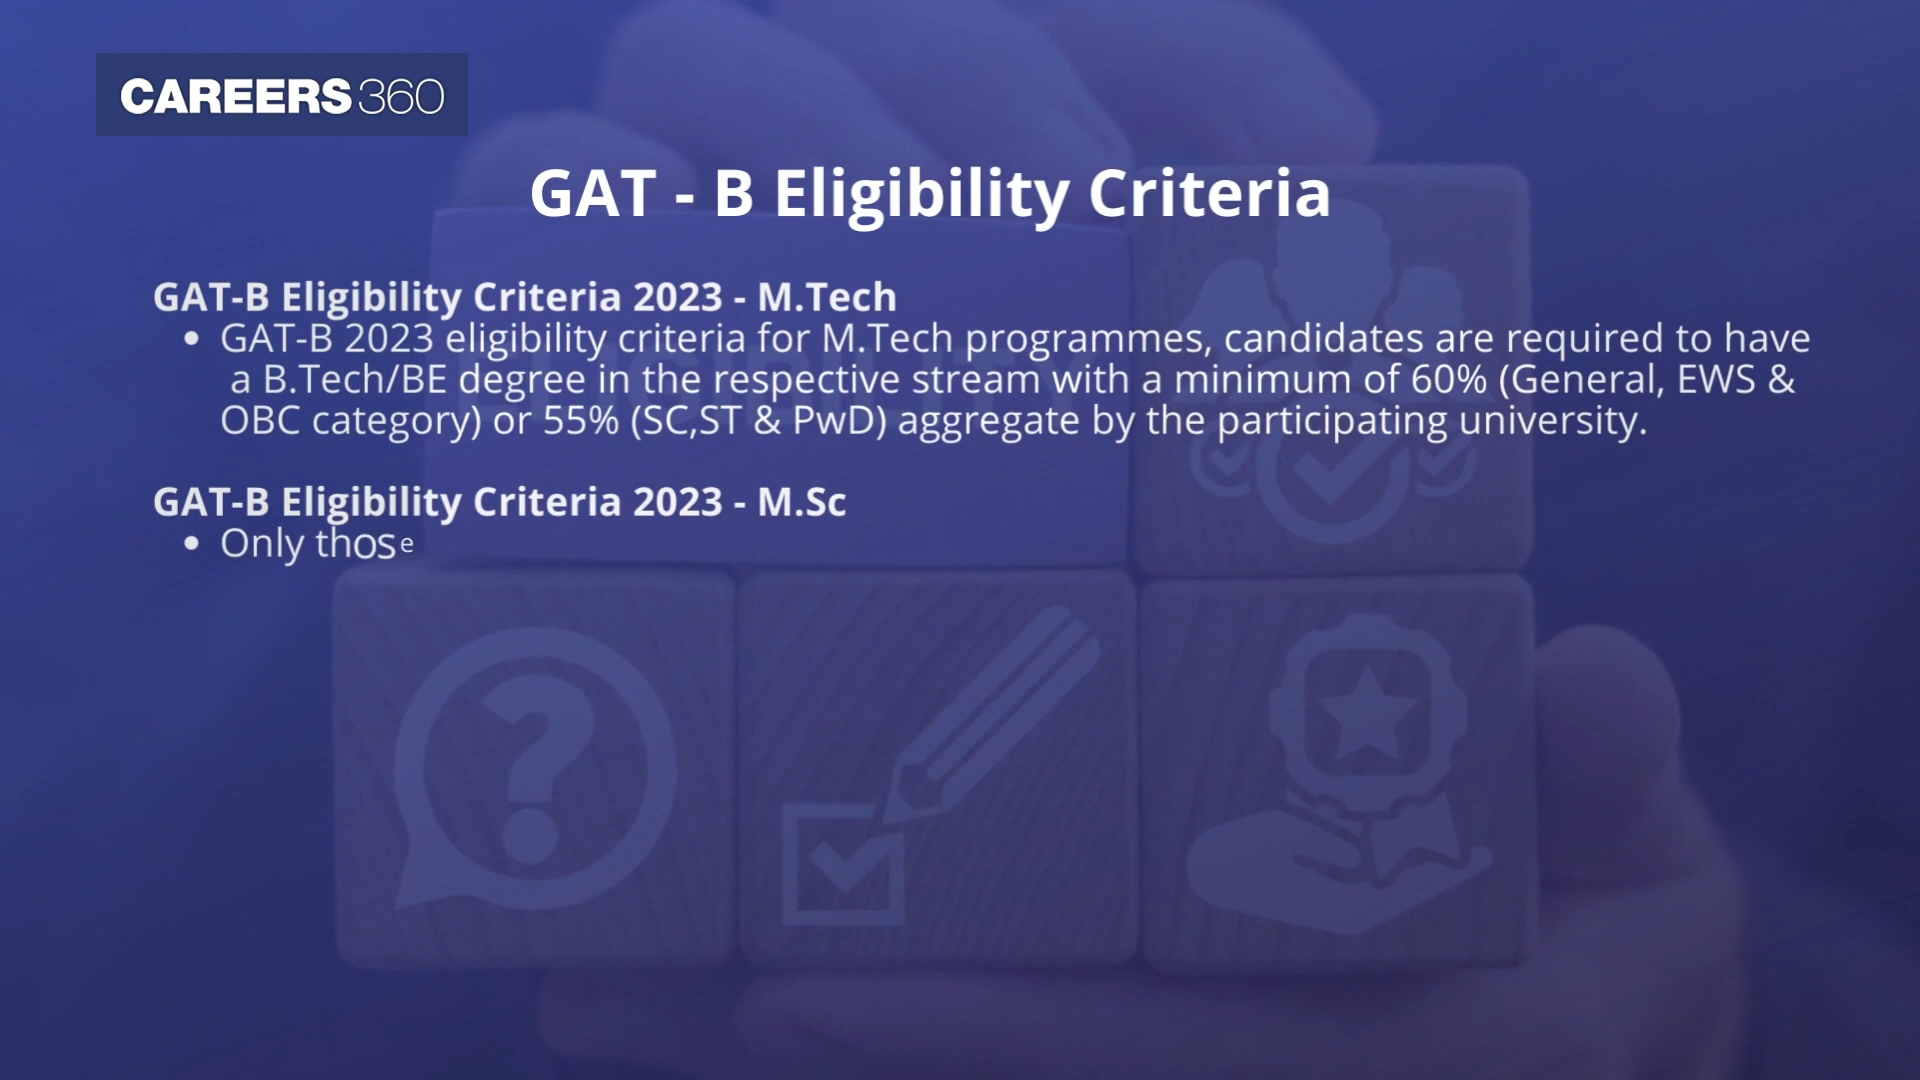 CAREERS360
GAT - B Eligibility Criteria
GAT-B Eligibility Criteria 2023 - M.Tech
• GAT-B 2023 eligibility criteria for M.Tech programmes, candidates are required to have
a B.Tech/BE degree in the respective stream with a minimum of 60% (General, EWS &
OBC category) or 55% (SC,ST & PwD) aggregate by the participating university.
GAT-B Eligibility Criteria 2023 - M.Sc
• Only those